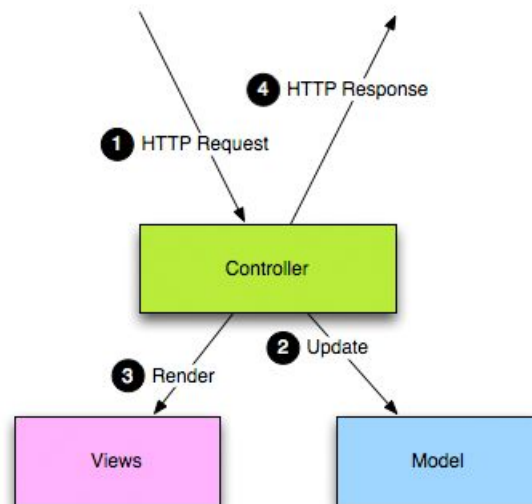 4 HTTP Response
1 HTTP Request
Controller
2 Update
3 Render
Views
Model